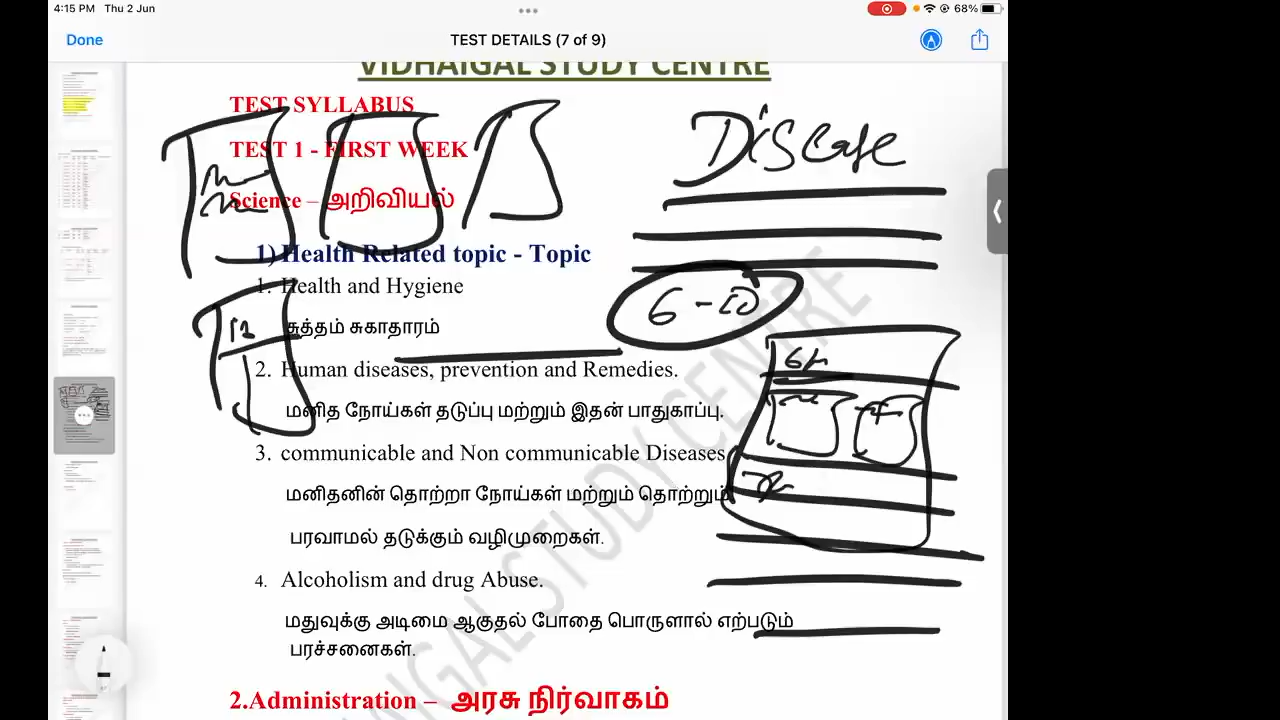 4:15 PM Thu 2 Jun
68%
Done
TEST DETAILS (7 of 9)
VIDHAIGAL STUDY CENTRE
TEST SYLLABUS
TEST 1 - FIRST WEEK
Science – அறிவியல்
Disease
1) Health Related topic - Topic
1. Health and Hygiene
6 - 10
சுத்தம் சுகாதாரம்
12
2. Human diseases, prevention and Remedies.
6th
மனித நோய்கள் தடுப்பு மற்றும் இதன் பாதுகாப்பு.
3. communicable and Non communicable Diseases
மனிதனின் தொற்றா நோய்கள் மற்றும் தொற்றும்
பரவாமல் தடுக்கும் வழிமுறைகள்.
4. Alcoholism and drug Abuse.
மதுவுக்கு அடிமை ஆகுதல் போதை பொருளால் ஏற்படும்
பரச்சனைகள்.
2.Administration – அரசு நிர்வாகம்